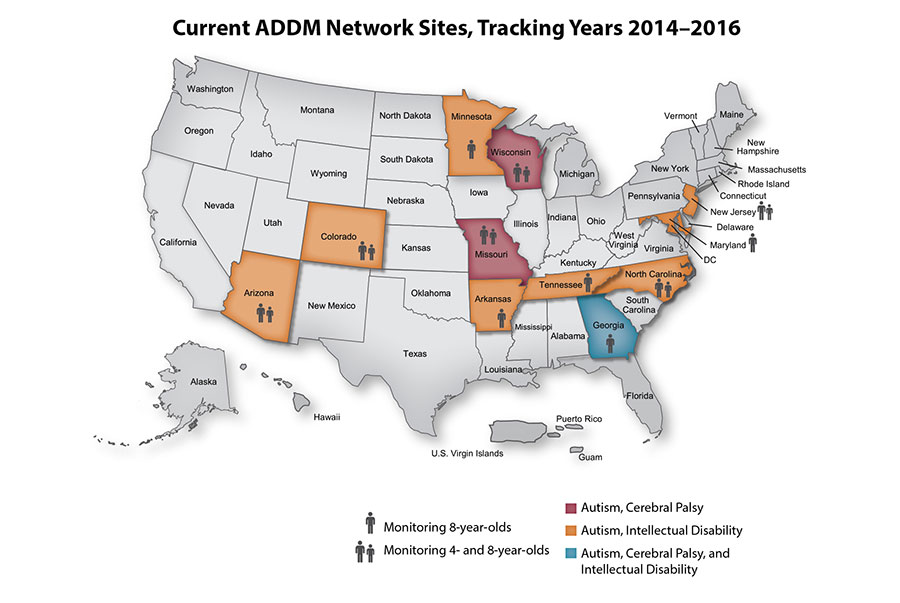 Current ADDM Network Sites, Tracking Years 2014–2016
Washington
Montana
North Dakota
Minnesota
Vermont
Maine
Oregon
Idaho
South Dakota
Wisconsin
Michigan
New York
New
Hampshire
Massachusetts
Rhode Island
Connecticut
Wyoming
Nebraska
Iowa
Pennsylvania
New Jersey
Nevada
Utah
Colorado
Kansas
Missouri
Illinois
Indiana
Ohio
West
Virginia
Virginia
Delaware
Maryland
DC
California
Kentucky
Arizona
New Mexico
Oklahoma
Arkansas
Tennessee
North Carolina
South
Carolina
Texas
Louisiana
Mississippi
Alabama
Georgia
Florida
Alaska
Hawaii
Puerto Rico
U.S. Virgin Islands
Guam
Monitoring 8-year-olds
Monitoring 4- and 8-year-olds
Autism, Cerebral Palsy
Autism, Intellectual Disability
Autism, Cerebral Palsy, and
Intellectual Disability